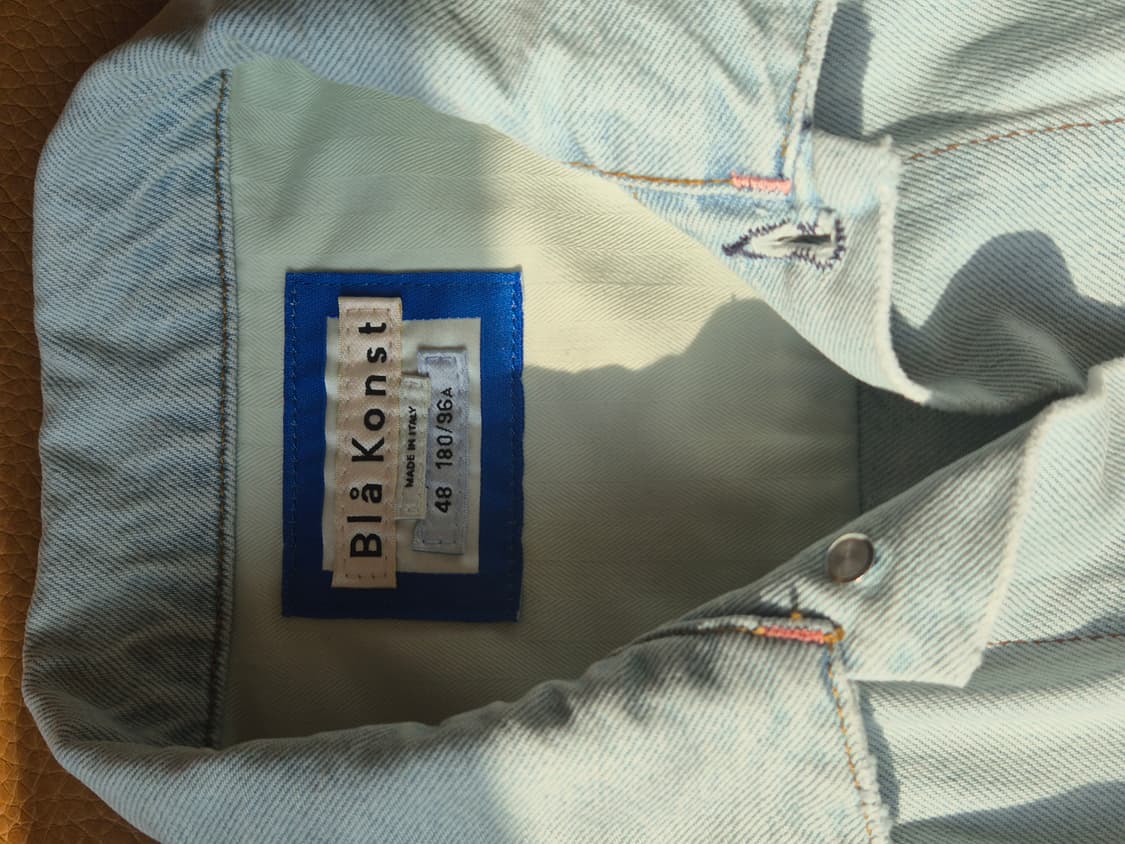 Blå Konst
MADE IN ITALY
48 180/96A